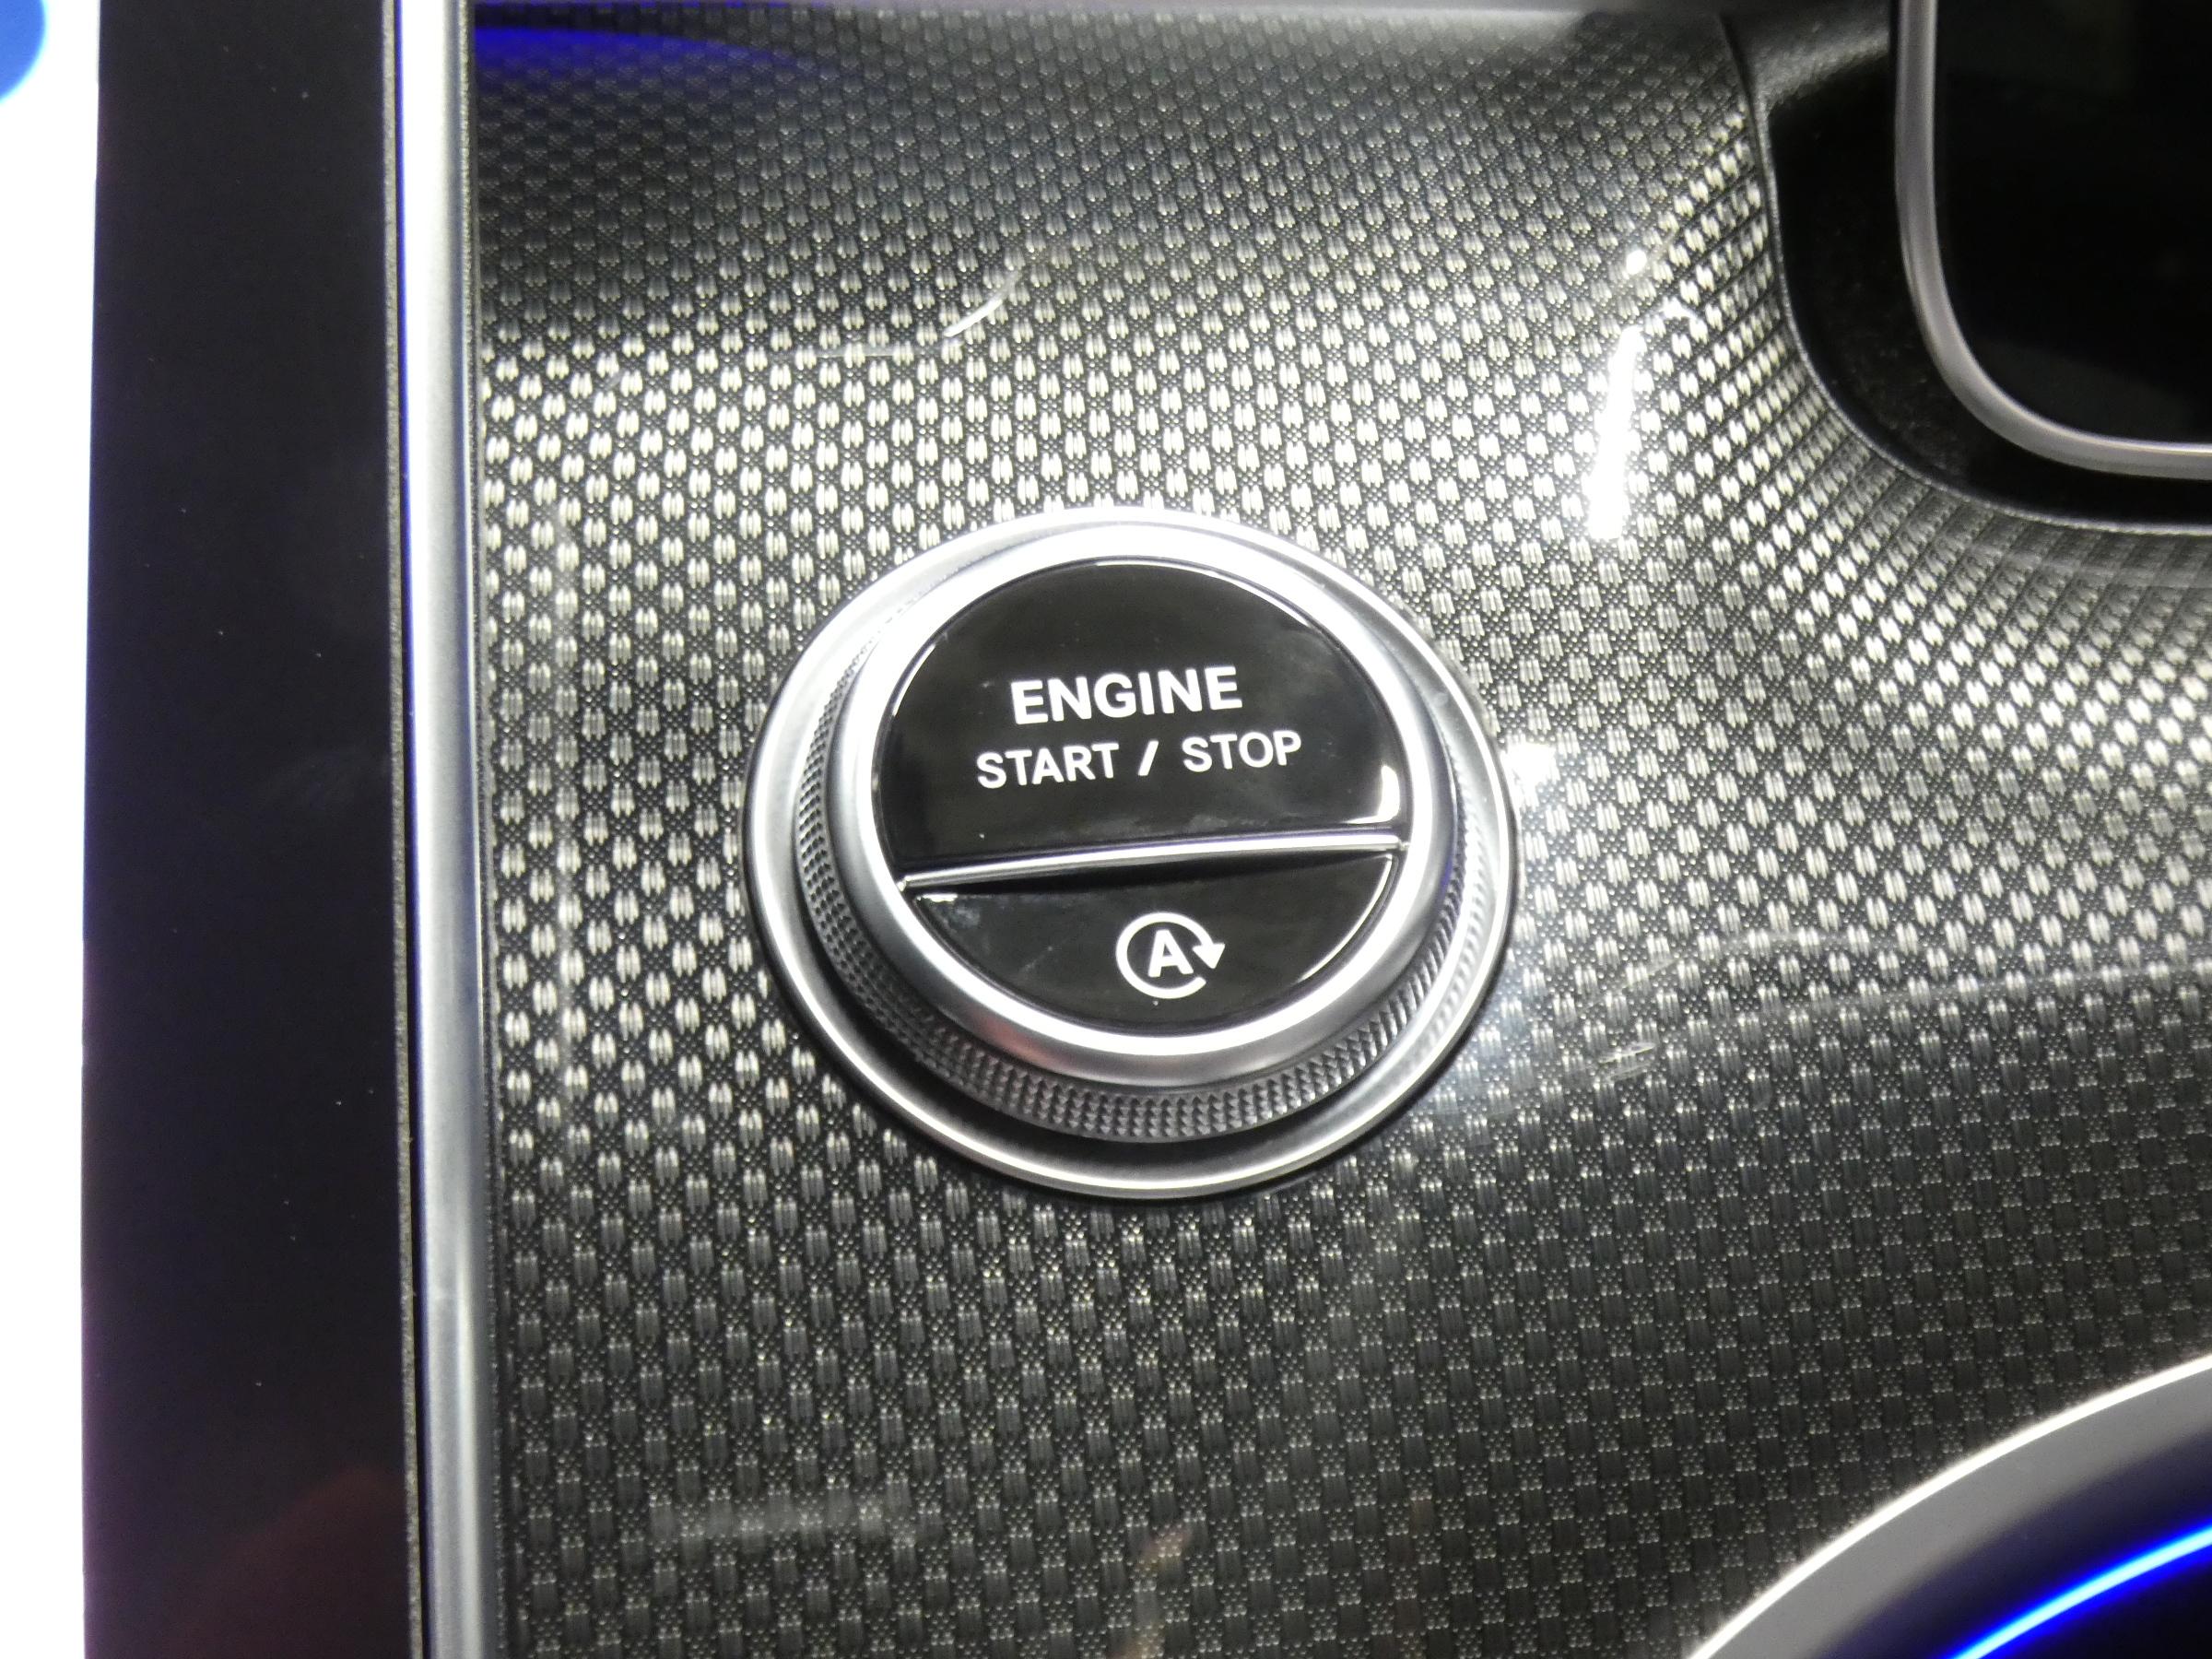 ENGINE
START / STOP
A